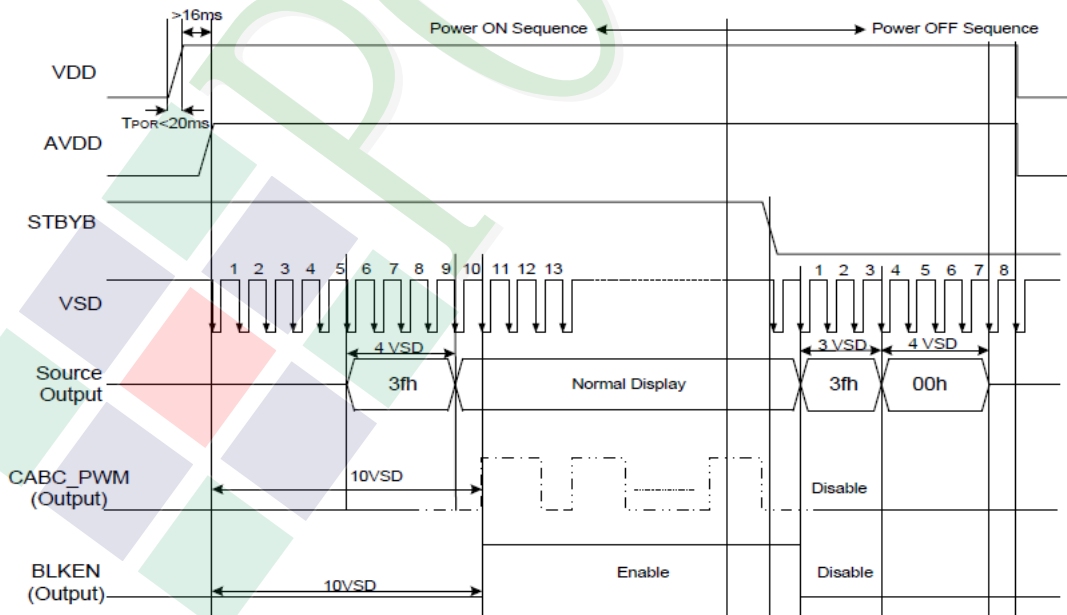 >16ms
Power ON Sequence
Power OFF Sequence
VDD
TPOR<20ms
AVDD
STBYB
1 2 3 4 5 6 7 8 9 10 11 12 13
1 2 3 4 5 6 7 8
VSD
4 VSD
3 VSD
4 VSD
Source
Output
3fh
Normal Display
3fh
00h
CABC_PWM
(Output)
10VSD
Disable
BLKEN
(Output)
10VSD
Enable
Disable